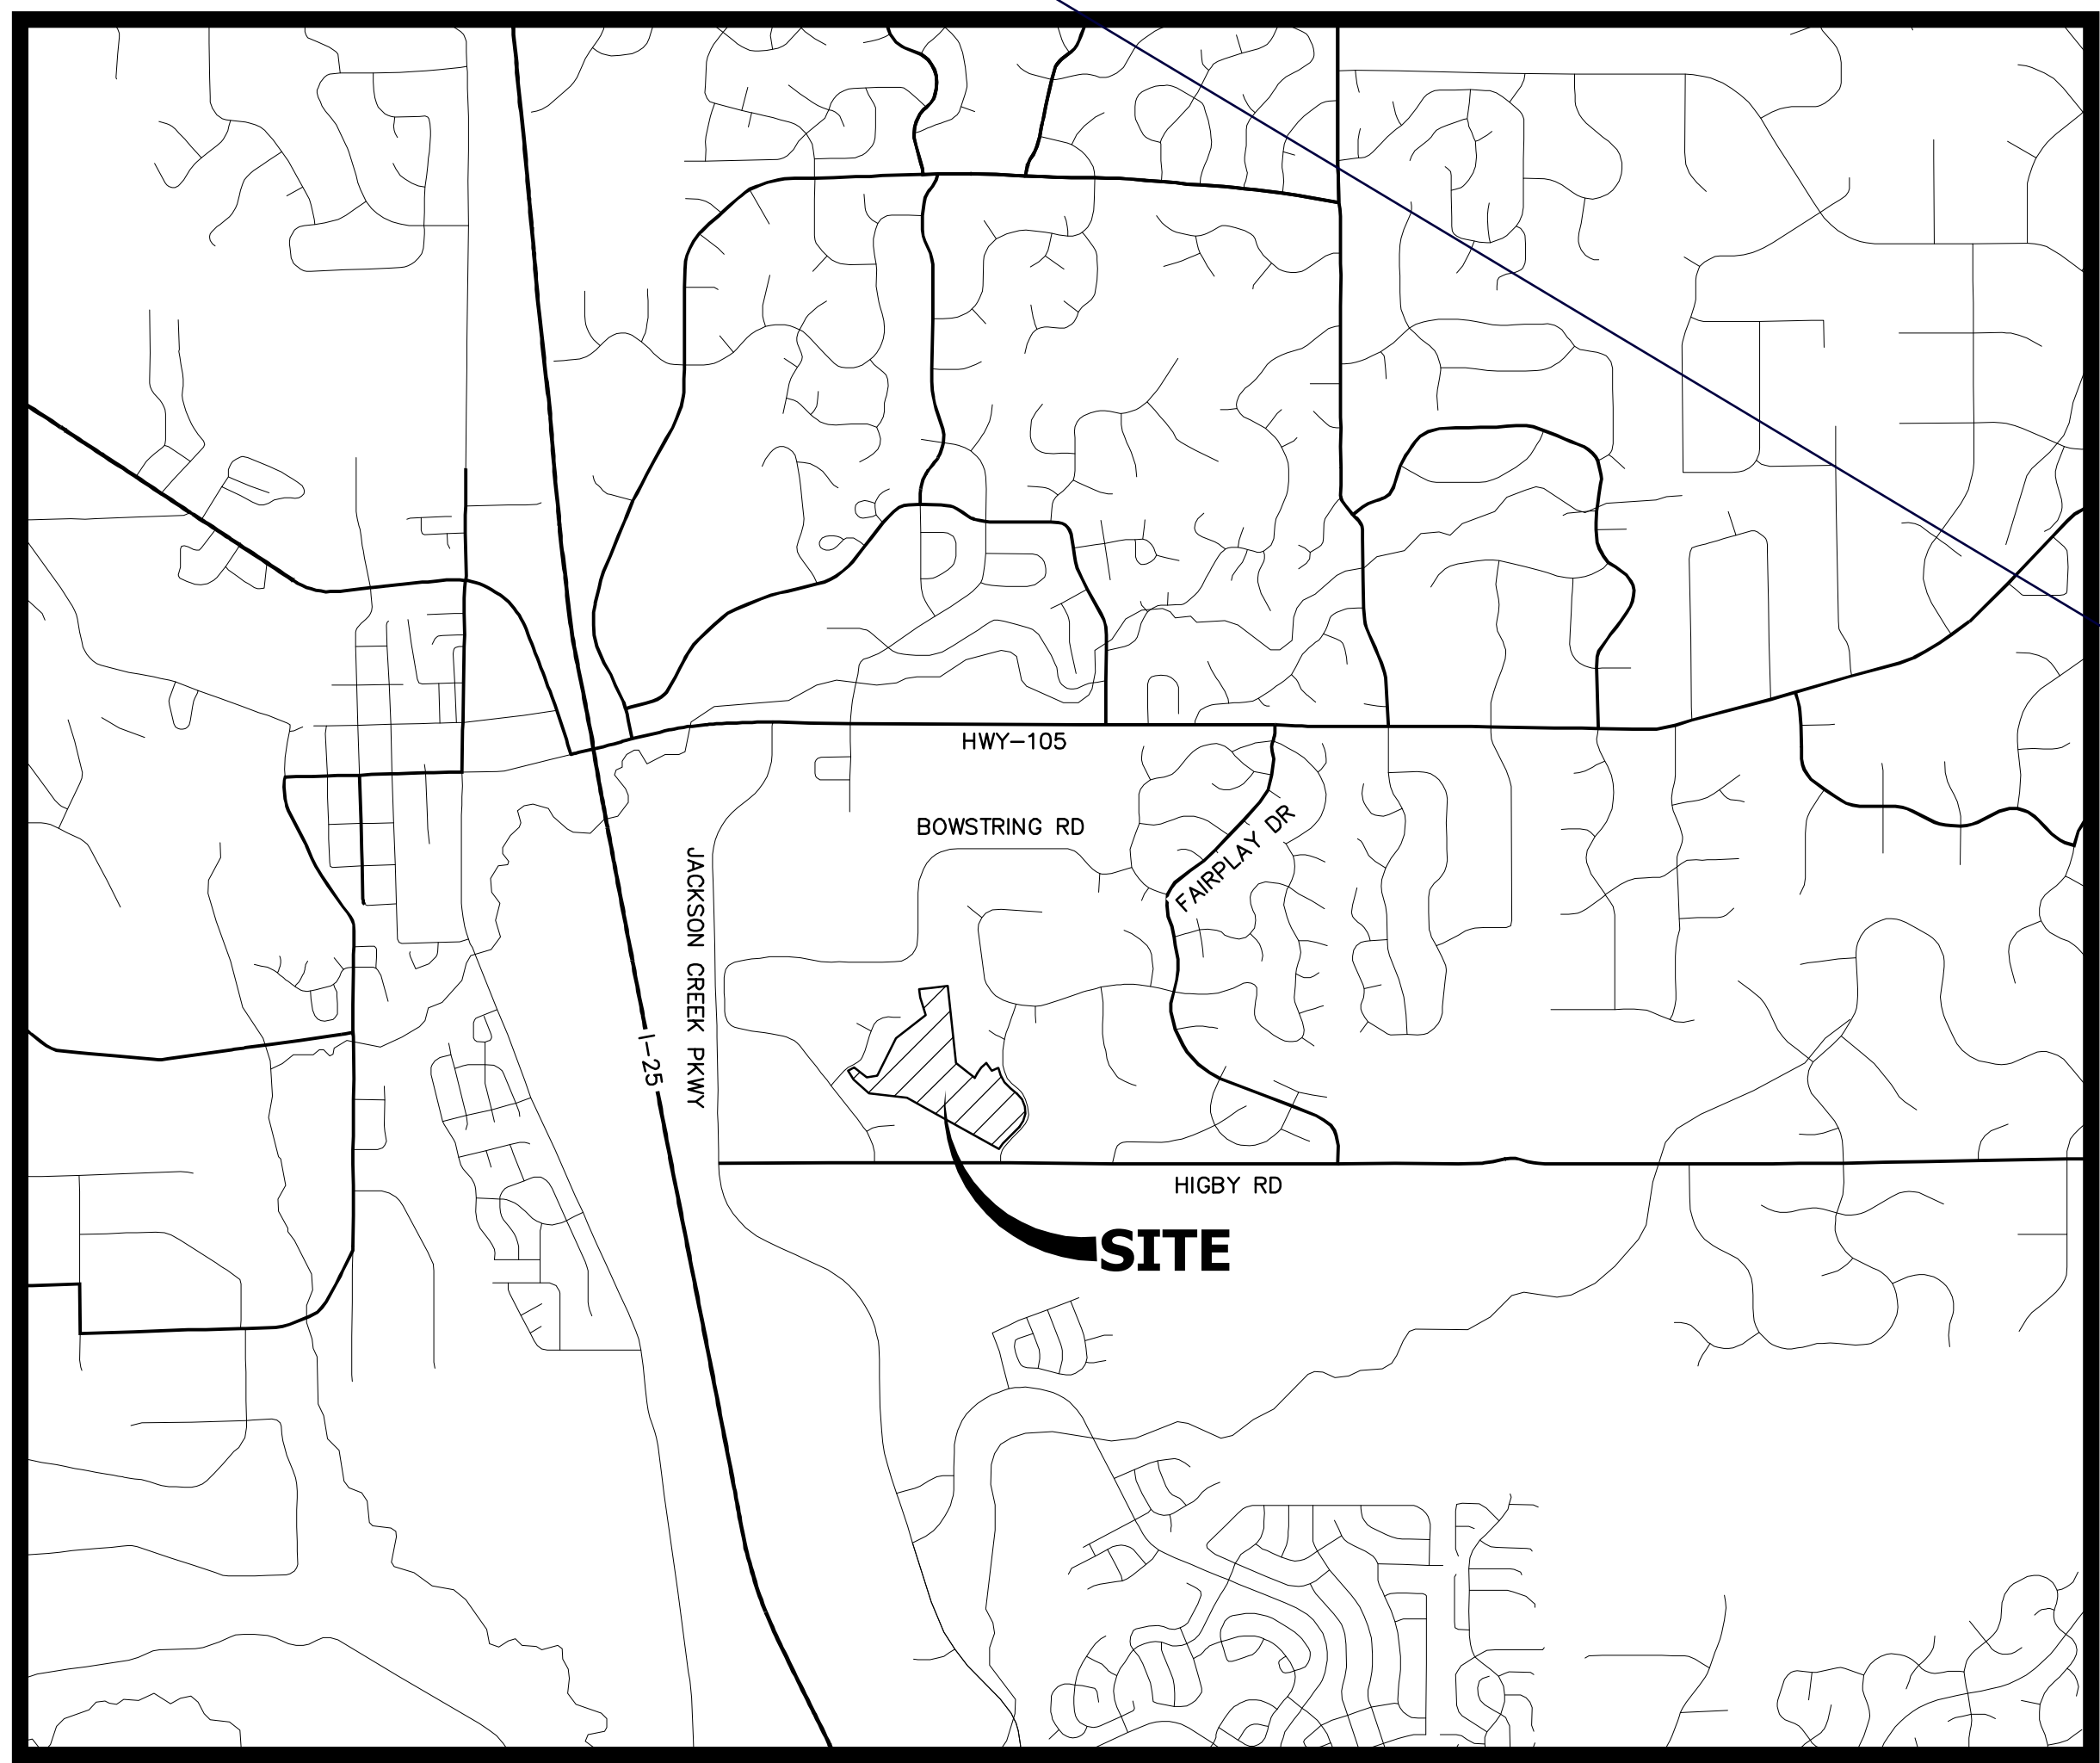 HWY-105
BOWSTRING RD
FAIRPLAY DR
JACKSON CREEK PKWY
I-25
HIGBY RD
SITE